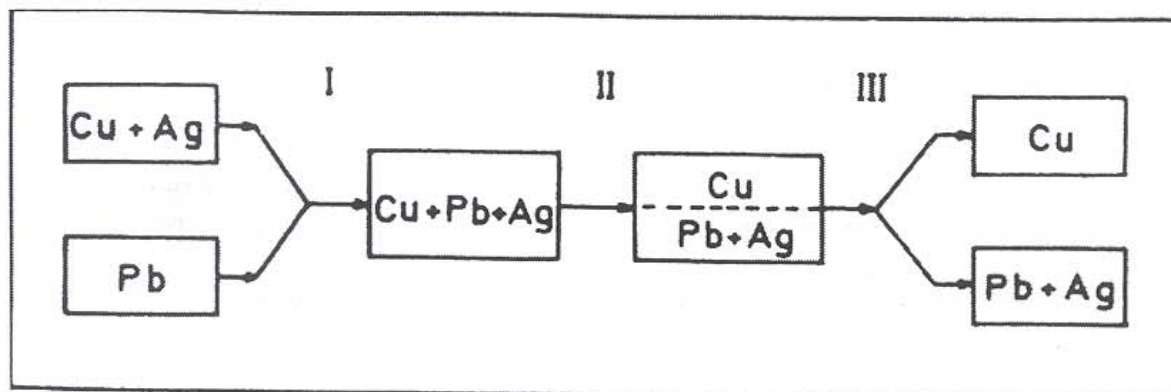 I
II
III
Cu + Ag
Pb
Cu+Pb+Ag
Cu
Pb+Ag
Cu
Pb + Ag